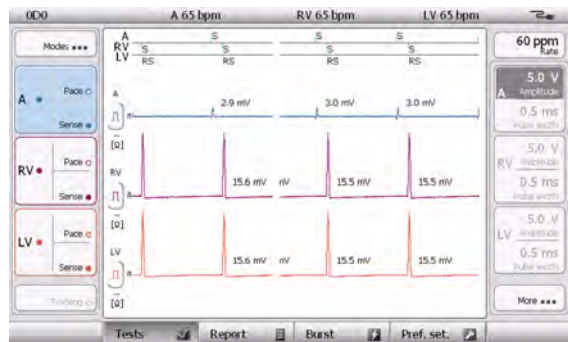 0D0 A 65 bpm RV 65 bpm LV 65 bpm
Modes
A S S S
RV S S S S
LV RS RS RS RS
60 ppm
Rate
A
Pace
Sense
A
2.9 mV 3.0 mV 3.0 mV
[Ω]
5.0 V
A Amplitude
0.5 ms
Pulse width
RV
Pace
Sense
RV
15.6 mV nV 15.5 mV 15.5 mV
[Ω]
5.0 V
RV Amplitude
0.5 ms
Pulse width
LV
Pace
Sense
LV
15.6 mV nV 15.5 mV 15.5 mV
[Ω]
5.0 V
LV Amplitude
0.5 ms
Pulse width
Tracking
More
Tests Report Burst Pref. set.